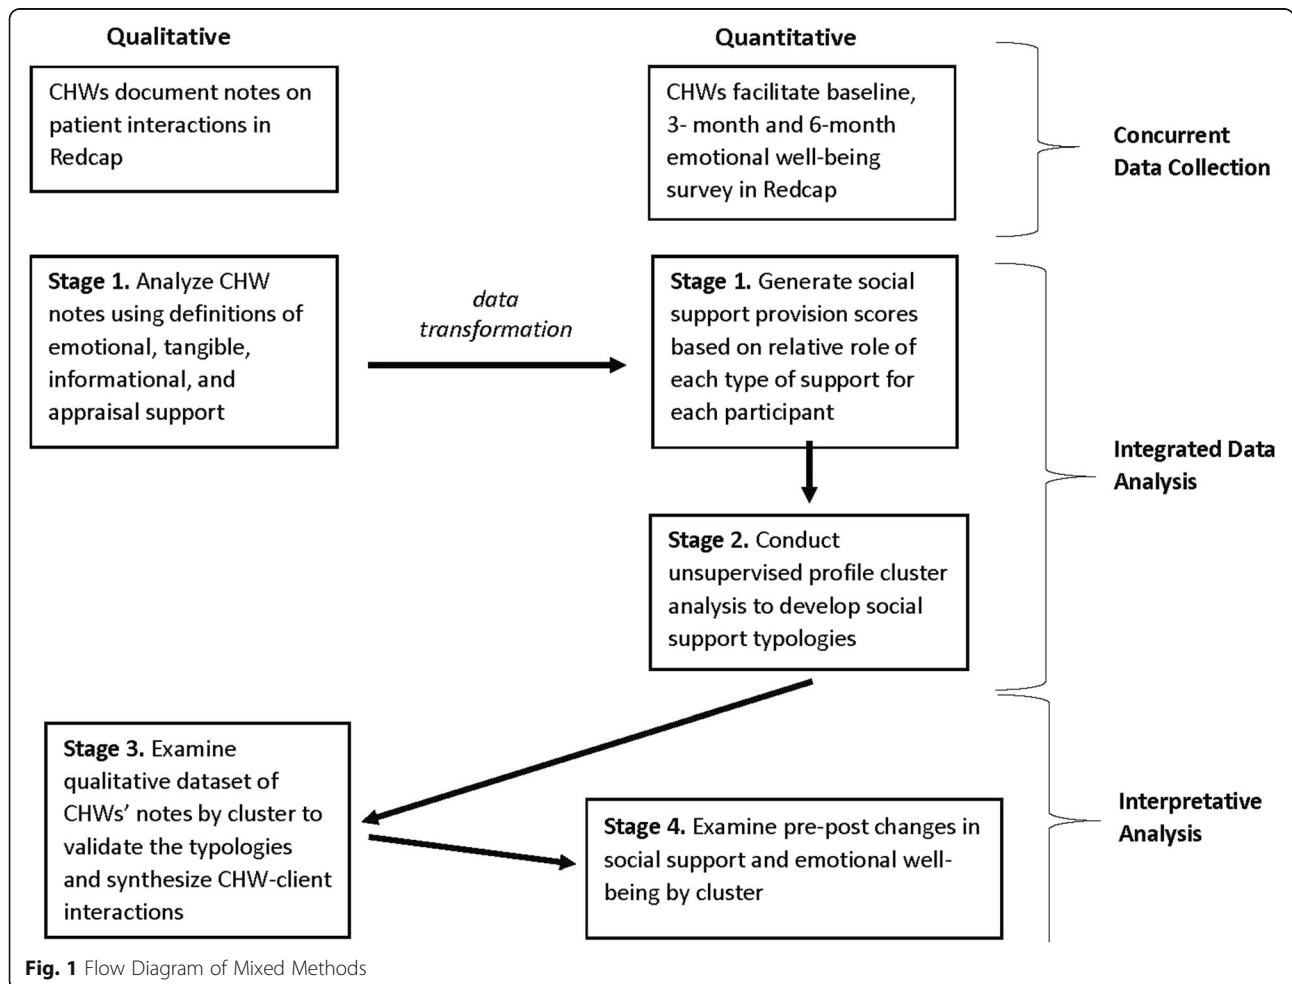 Qualitative
Quantitative
CHWs document notes on
patient interactions in
Redcap
CHWs facilitate baseline,
3- month and 6-month
emotional well-being
survey in Redcap
Concurrent
Data Collection
Stage 1. Analyze CHW
notes using definitions of
emotional, tangible,
informational, and
appraisal support
data
transformation
Stage 1. Generate social
support provision scores
based on relative role of
each type of support for
each participant
Integrated Data
Analysis
Stage 2. Conduct
unsupervised profile cluster
analysis to develop social
support typologies
Stage 3. Examine
qualitative dataset of
CHWs’ notes by cluster to
validate the typologies
and synthesize CHW-client
interactions
Stage 4. Examine pre-post changes in
social support and emotional well-
being by cluster
Interpretative
Analysis
Fig. 1 Flow Diagram of Mixed Methods